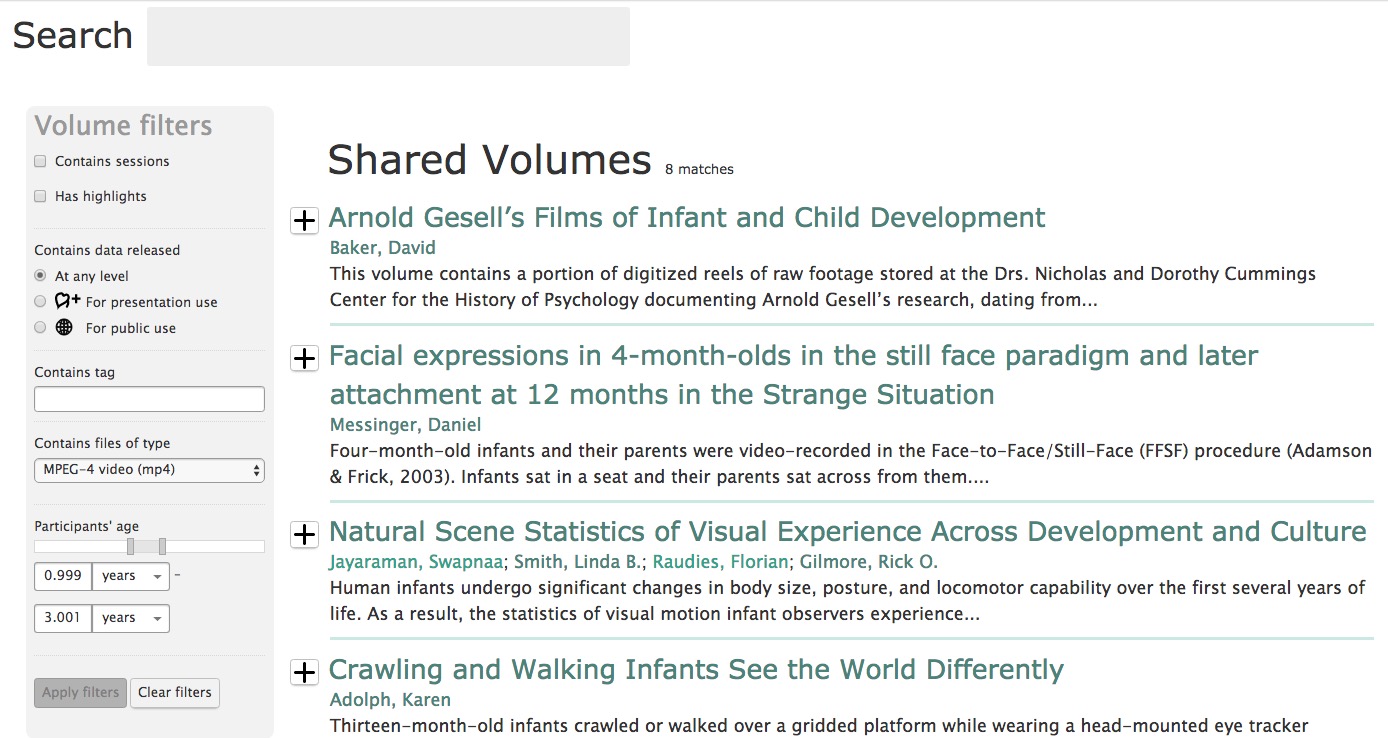 Search
Volume filters
Contains sessions
Has highlights
Contains data released
At any level
For presentation use
For public use
Contains tag
Contains files of type
MPEG-4 video (mp4)
Participants' age
0.999 years –
3.001 years
Apply filters Clear filters
Shared Volumes 8 matches
Arnold Gesell’s Films of Infant and Child Development
Baker, David
This volume contains a portion of digitized reels of raw footage stored at the Drs. Nicholas and Dorothy Cummings
Center for the History of Psychology documenting Arnold Gesell’s research, dating from...
Facial expressions in 4-month-olds in the still face paradigm and later
attachment at 12 months in the Strange Situation
Messinger, Daniel
Four-month-old infants and their parents were video-recorded in the Face-to-Face/Still-Face (FFSF) procedure (Adamson
& Frick, 2003). Infants sat in a seat and their parents sat across from them....
Natural Scene Statistics of Visual Experience Across Development and Culture
Jayaraman, Swapnaa; Smith, Linda B.; Raudies, Florian; Gilmore, Rick O.
Human infants undergo significant changes in body size, posture, and locomotor capability over the first several years of
life. As a result, the statistics of visual motion infant observers experience...
Crawling and Walking Infants See the World Differently
Adolph, Karen
Thirteen-month-old infants crawled or walked over a gridded platform while wearing a head-mounted eye tracker